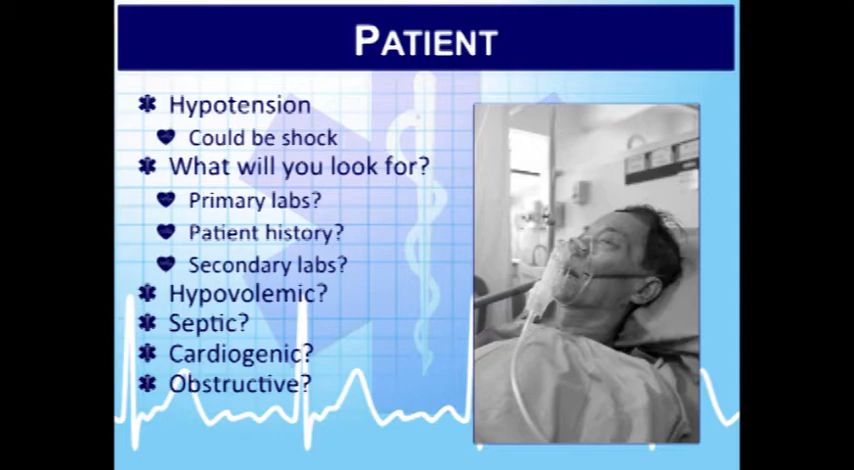 PATIENT
Hypotension
Could be shock
What will you look for?
Primary labs?
Patient history?
Secondary labs?
Hypovolemic?
Septic?
Cardiogenic?
Obstructive?